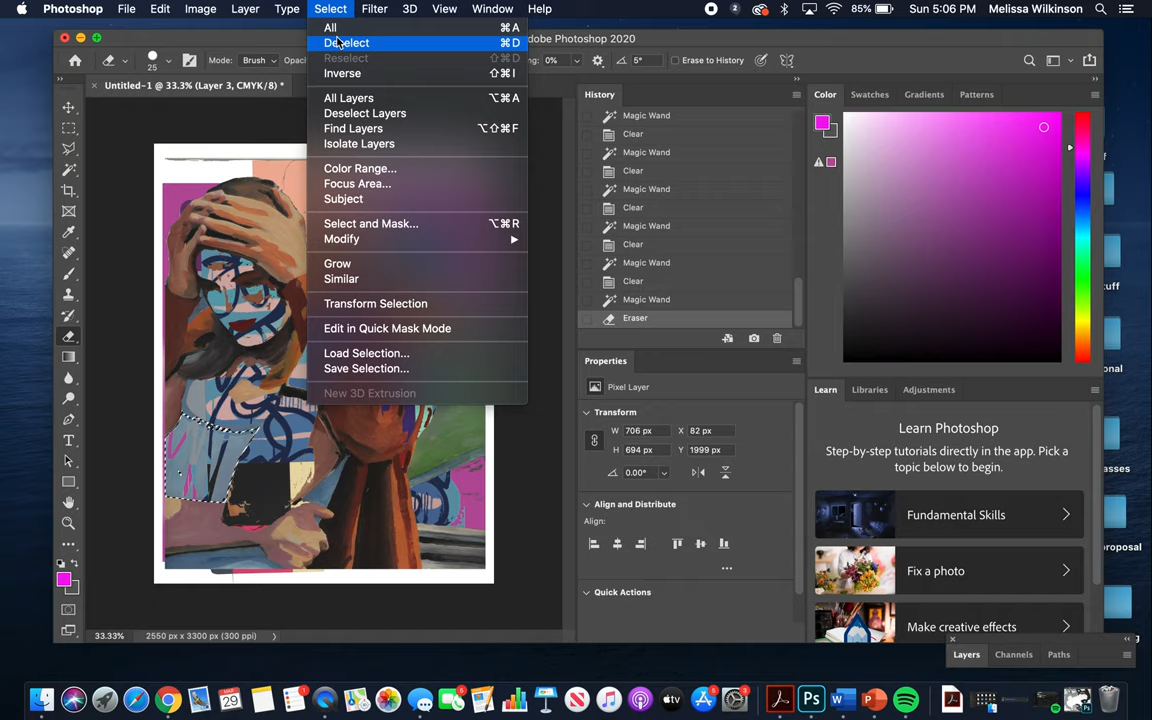 Photoshop File Edit Image Layer Type Select Filter 3D View Window Help 2 85% Sun 5:06 PM Melissa Wilkinson
dobe Photoshop 2020
25 Mode: Brush Opaci ing: 0% 5° Erase to History
Untitled-1 @ 33.3% (Layer 3, CMYK/8) *
All ⌘A
Deselect ⌘D
Reselect ⇧⌘D
Inverse ⇧⌘I
All Layers ⌥⌘A
Deselect Layers
Find Layers ⌥⇧⌘F
Isolate Layers
Color Range...
Focus Area...
Subject
Select and Mask... ⌥⌘R
Modify
Grow
Similar
Transform Selection
Edit in Quick Mask Mode
Load Selection...
Save Selection...
New 3D Extrusion
History
Magic Wand
Clear
Magic Wand
Clear
Magic Wand
Clear
Magic Wand
Clear
Magic Wand
Clear
Magic Wand
Eraser
Properties
Pixel Layer
Transform
W 706 px X 82 px
H 694 px Y 1999 px
0.00°
Align and Distribute
Align:
Quick Actions
Color Swatches Gradients Patterns
Learn Libraries Adjustments
Learn Photoshop
Step-by-step tutorials directly in the app. Pick a
topic below to begin.
Fundamental Skills
Fix a photo
Make creative effects
Layers Channels Paths
33.33% 2550 px x 3300 px (300 ppi)
f
uff
onal
asses
proposal